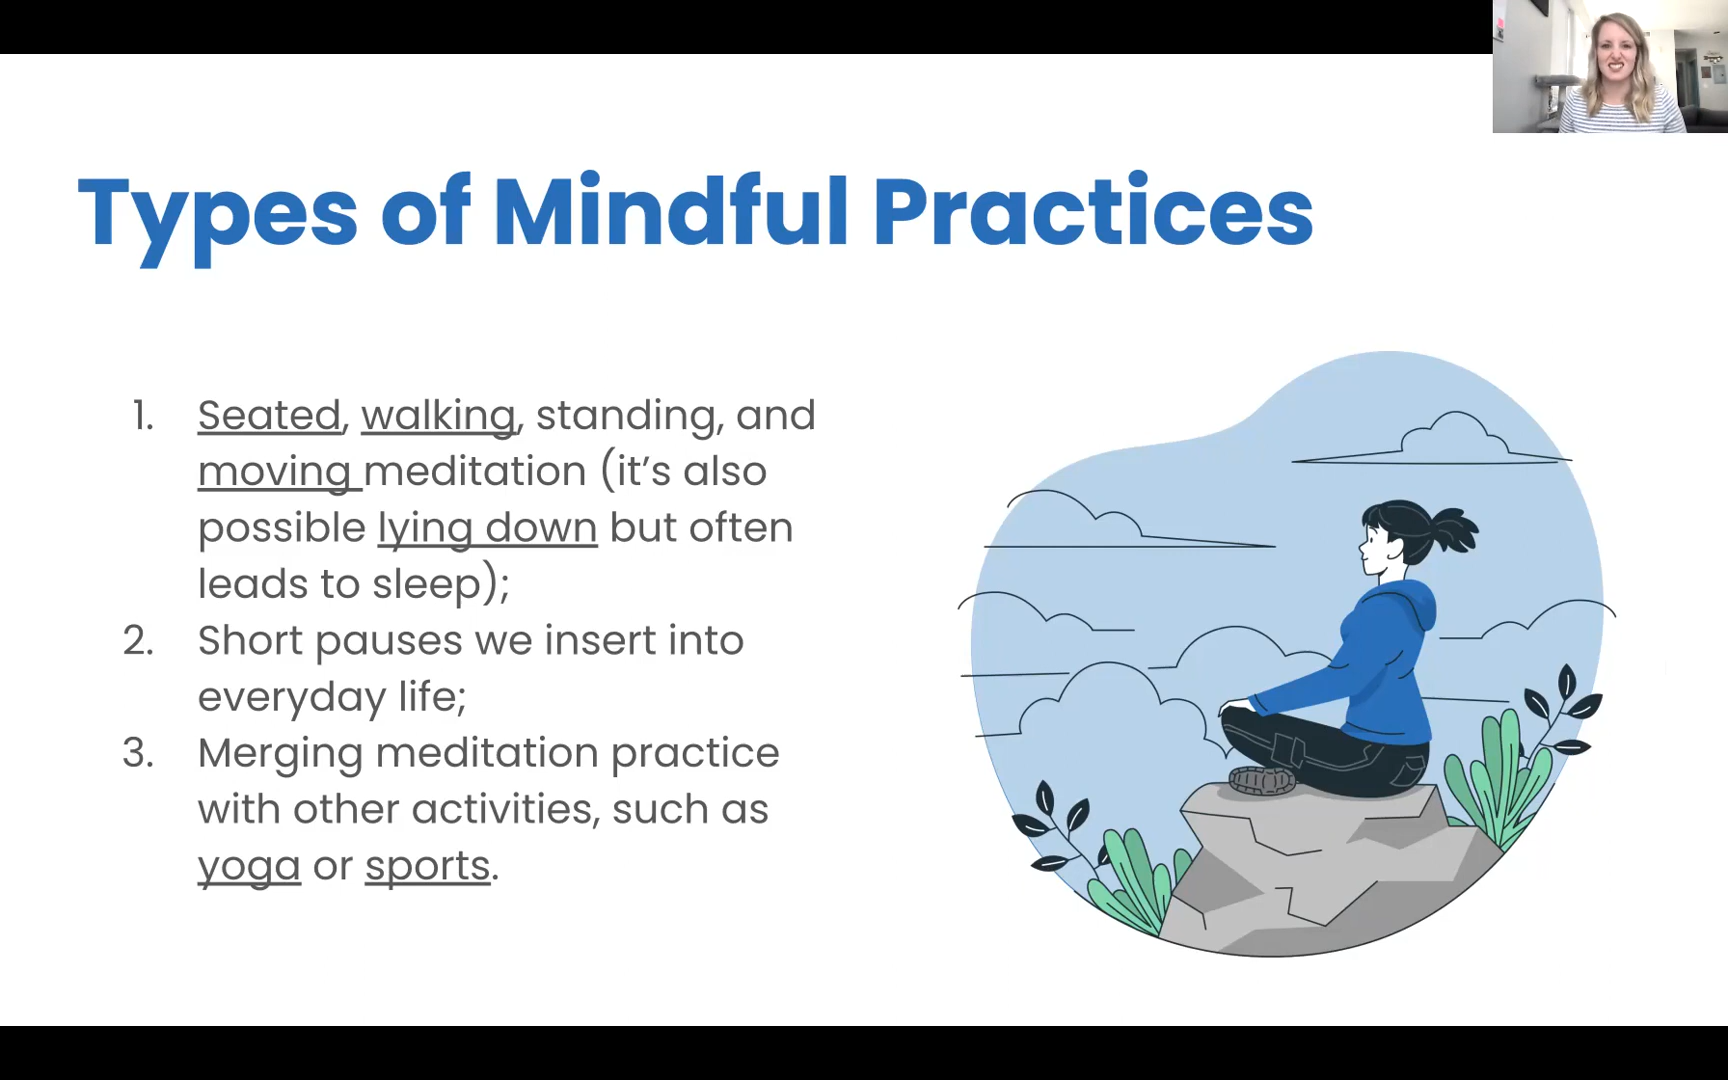 Types of Mindful Practices
1. Seated, walking, standing, and
moving meditation (it’s also
possible lying down but often
leads to sleep);
2. Short pauses we insert into
everyday life;
3. Merging meditation practice
with other activities, such as
yoga or sports.